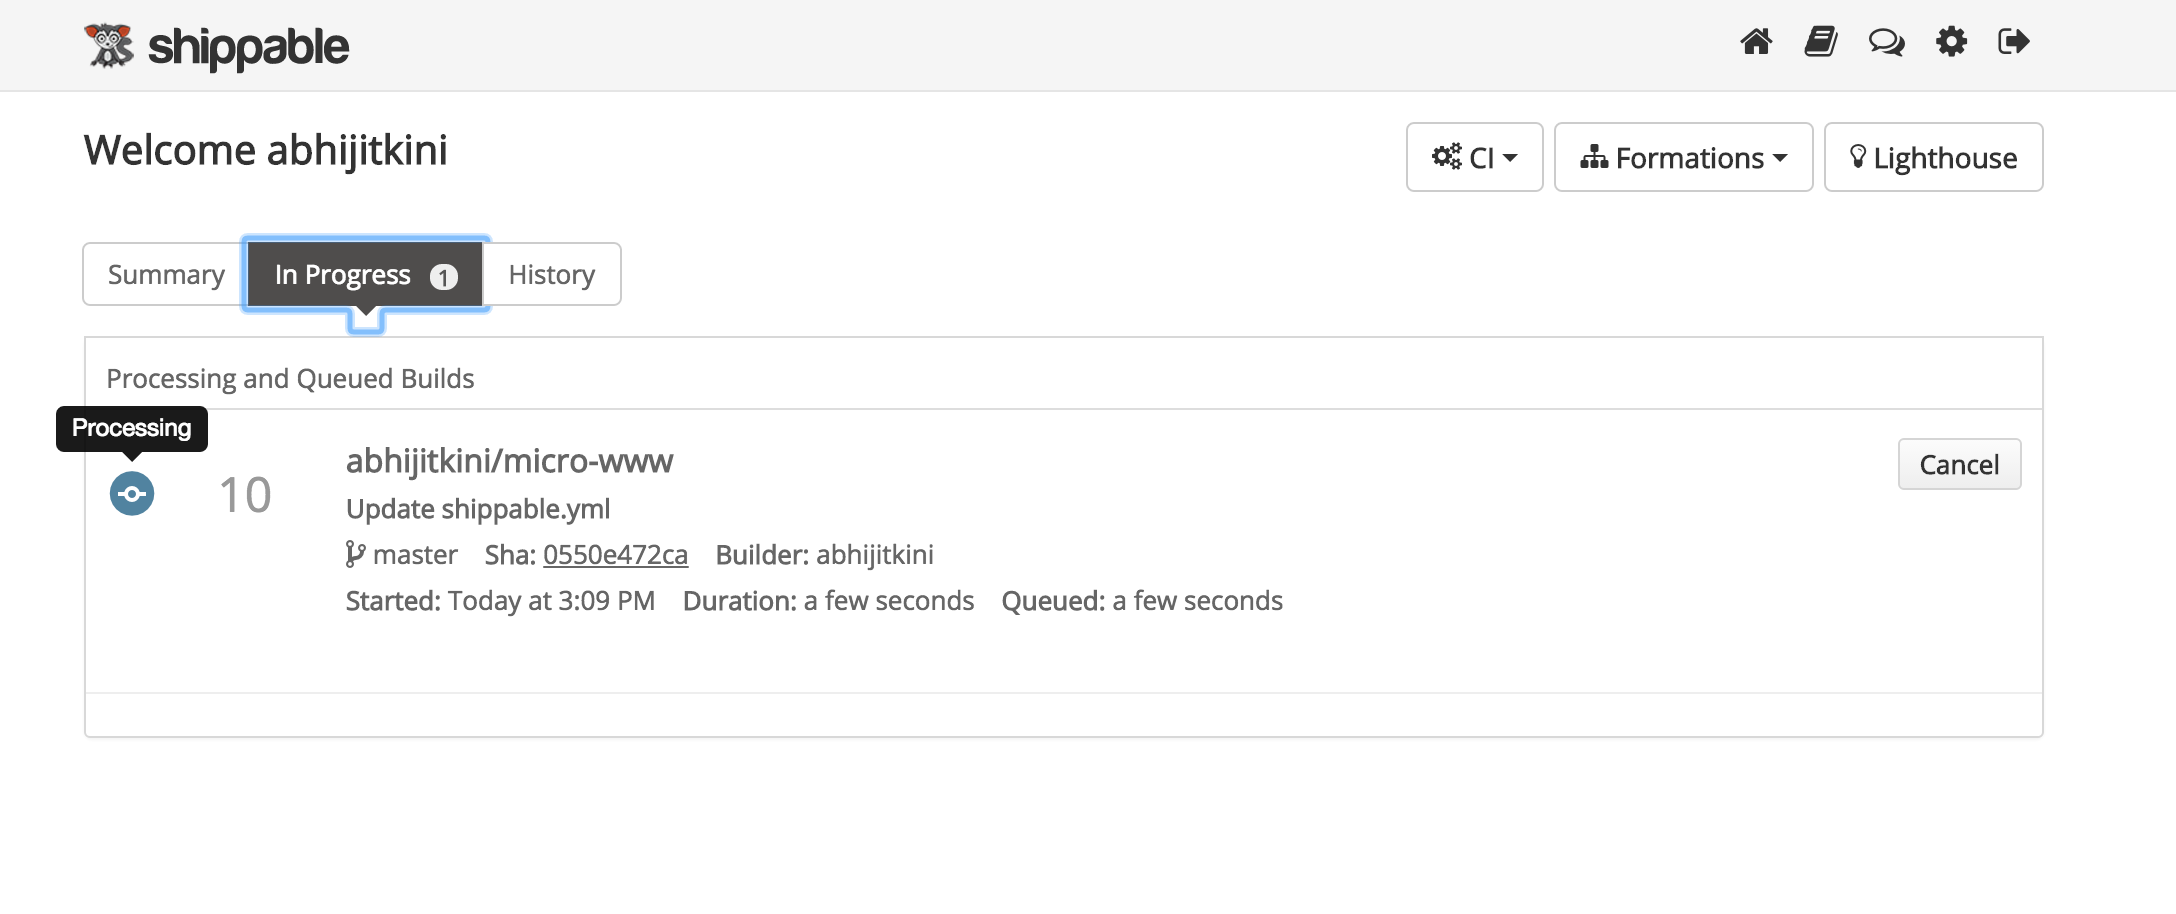 shippable
Welcome abhijitkini
CI Formations Lighthouse
Summary In Progress 1 History
Processing and Queued Builds
Processing
10
abhijitkini/micro-www
Cancel
Update shippable.yml
master Sha: 0550e472ca Builder: abhijitkini
Started: Today at 3:09 PM Duration: a few seconds Queued: a few seconds